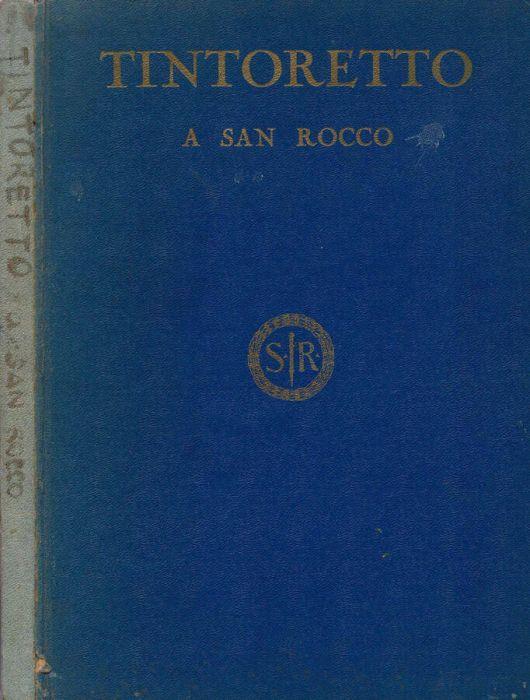 TINTORETTO
A SAN ROCCO
S·R·
TINTORETTO · A · SAN ROCCO